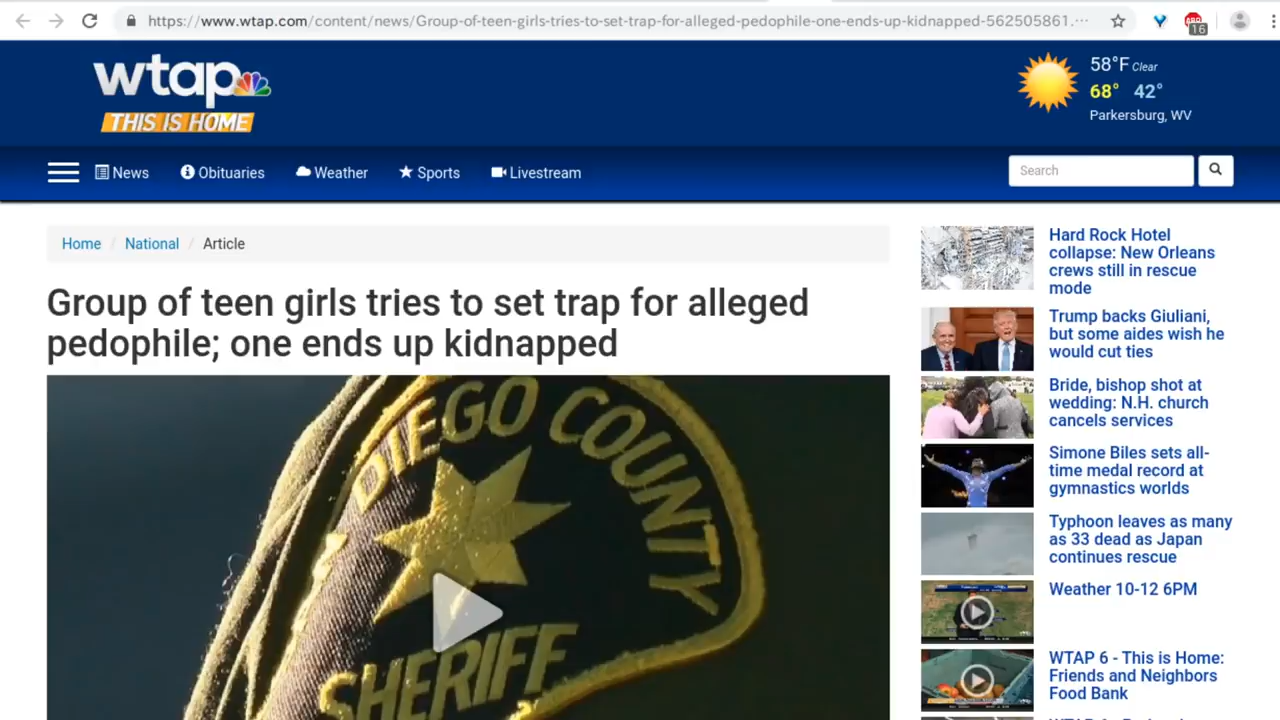 https://www.wtap.com/content/news/Group-of-teen-girls-tries-to-set-trap-for-alleged-pedophile-one-ends-up-kidnapped-562505861.…
ABP
16
wtap
THIS IS HOME
58°F Clear
68° 42°
Parkersburg, WV
News
Obituaries
Weather
Sports
Livestream
Search
Home / National / Article
Group of teen girls tries to set trap for alleged
pedophile; one ends up kidnapped
DIEGO COUNTY
SHERIFF
Hard Rock Hotel
collapse: New Orleans
crews still in rescue
mode
Trump backs Giuliani,
but some aides wish he
would cut ties
Bride, bishop shot at
wedding: N.H. church
cancels services
Simone Biles sets all-
time medal record at
gymnastics worlds
Typhoon leaves as many
as 33 dead as Japan
continues rescue
Weather 10-12 6PM
WTAP 6 - This is Home:
Friends and Neighbors
Food Bank